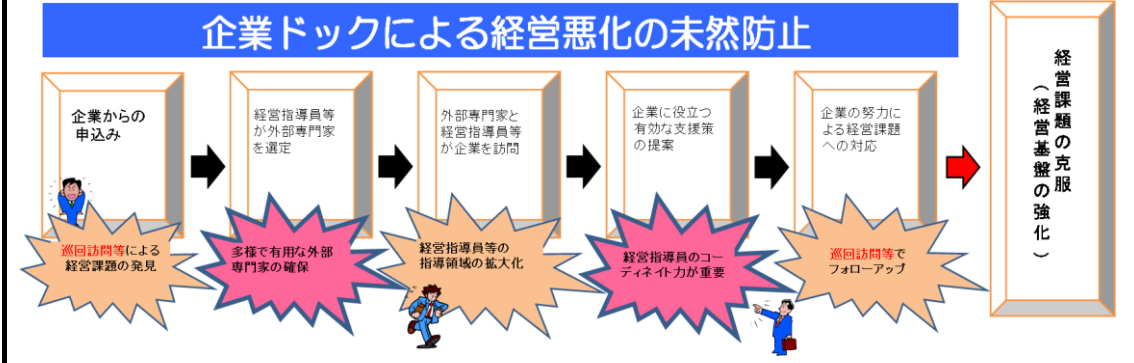 企業ドックによる経営悪化の未然防止
企業からの
申込み
経営指導員等
が外部専門家
を選定
外部専門家と
経営指導員等
が企業を訪問
企業に役立つ
有効な支援策
の提案
企業の努力に
よる経営課題
への対応
経営課題の克服
（経営基盤の強化）
巡回訪問等による
経営課題の発見
多様で有用な外部
専門家の確保
経営指導員等の
指導領域の拡大化
経営指導員のコー
ディネイト力が重要
巡回訪問等で
フォローアップ